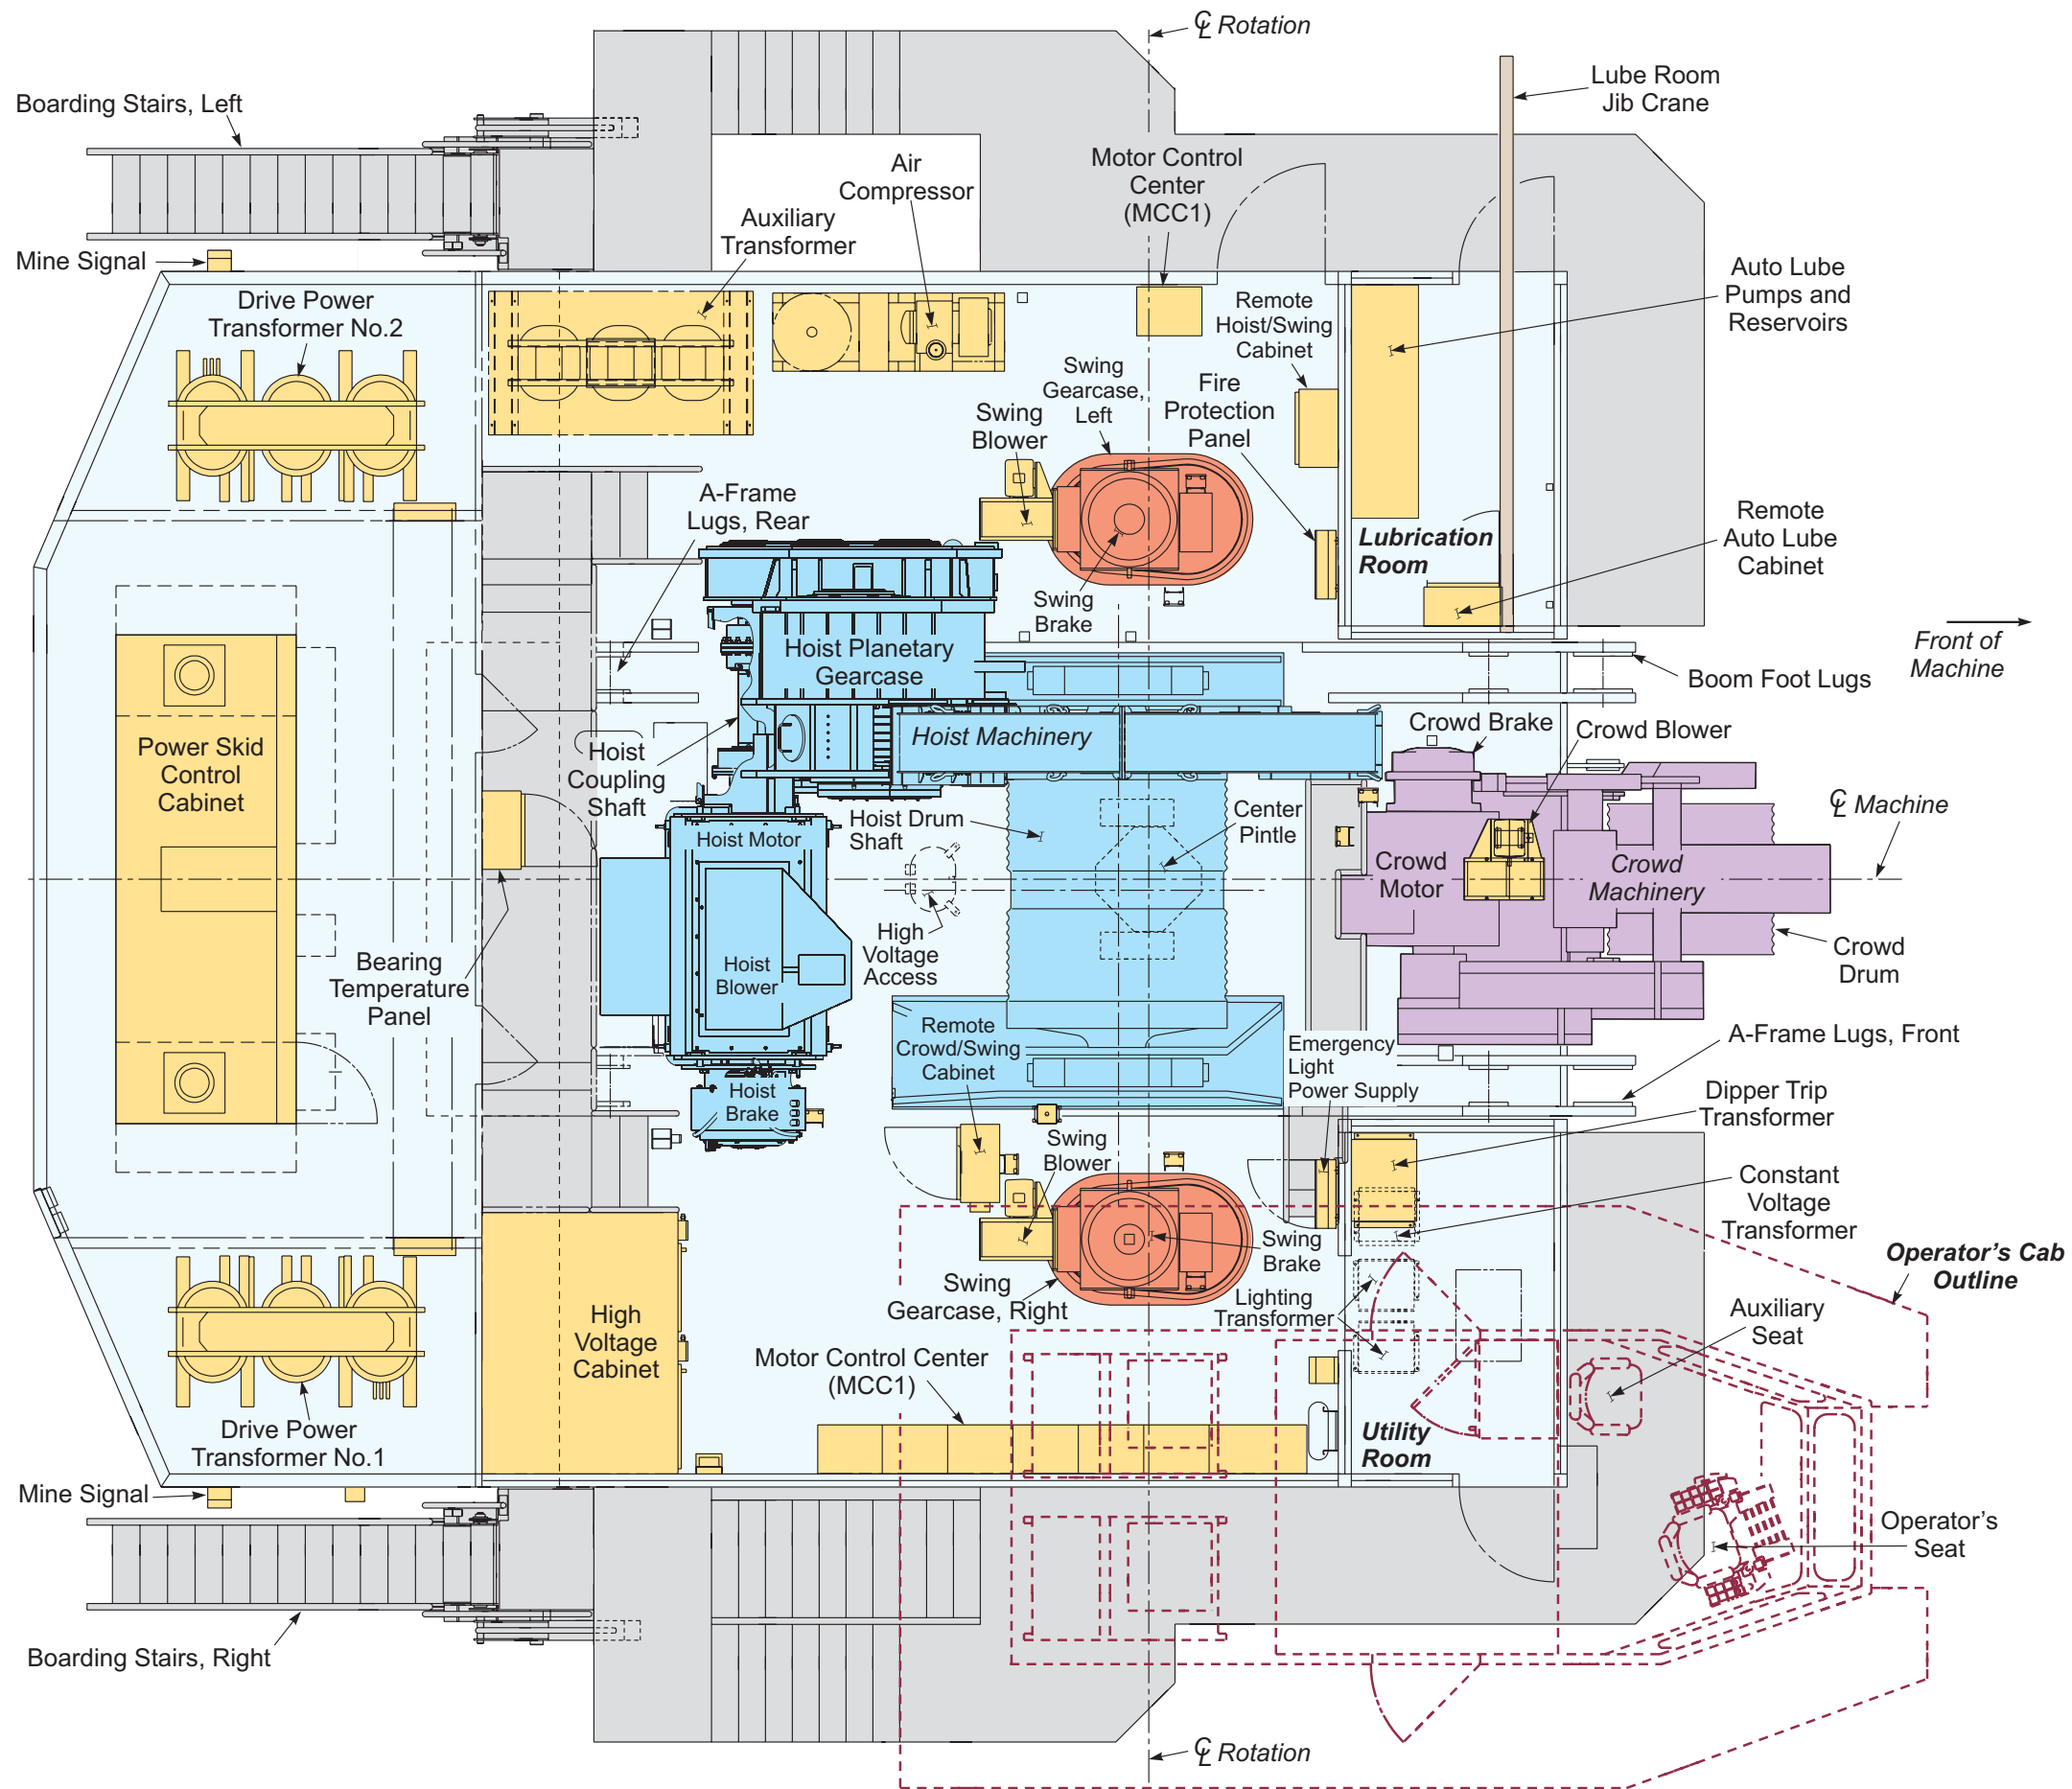 ℄ Rotation
Lube Room
Jib Crane
Boarding Stairs, Left
Air
Compressor
Motor Control
Center
(MCC1)
Auxiliary
Transformer
Mine Signal
Drive Power
Transformer No.2
Remote
Hoist/Swing
Cabinet
Auto Lube
Pumps and
Reservoirs
Swing
Gearcase,
Left
Fire
Protection
Panel
Swing
Blower
A-Frame
Lugs, Rear
Lubrication
Room
Remote
Auto Lube
Cabinet
Swing
Brake
Front of
Machine
Hoist Planetary
Gearcase
Boom Foot Lugs
Hoist Machinery
Crowd Brake
Crowd Blower
Power Skid
Control
Cabinet
Hoist
Coupling
Shaft
Hoist Motor
Hoist Drum
Shaft
Center
Pintle
℄ Machine
Crowd
Motor
Crowd
Machinery
High
Voltage
Access
Crowd
Drum
Bearing
Temperature
Panel
Hoist
Blower
Remote
Crowd/Swing
Cabinet
Emergency
Light
Power Supply
A-Frame Lugs, Front
Hoist
Brake
Dipper Trip
Transformer
Swing
Blower
Constant
Voltage
Transformer
Swing
Brake
Operator's Cab
Outline
Swing
Gearcase, Right
Lighting
Transformer
Auxiliary
Seat
High
Voltage
Cabinet
Motor Control Center
(MCC1)
Drive Power
Transformer No.1
Utility
Room
Mine Signal
Operator's
Seat
Boarding Stairs, Right
℄ Rotation